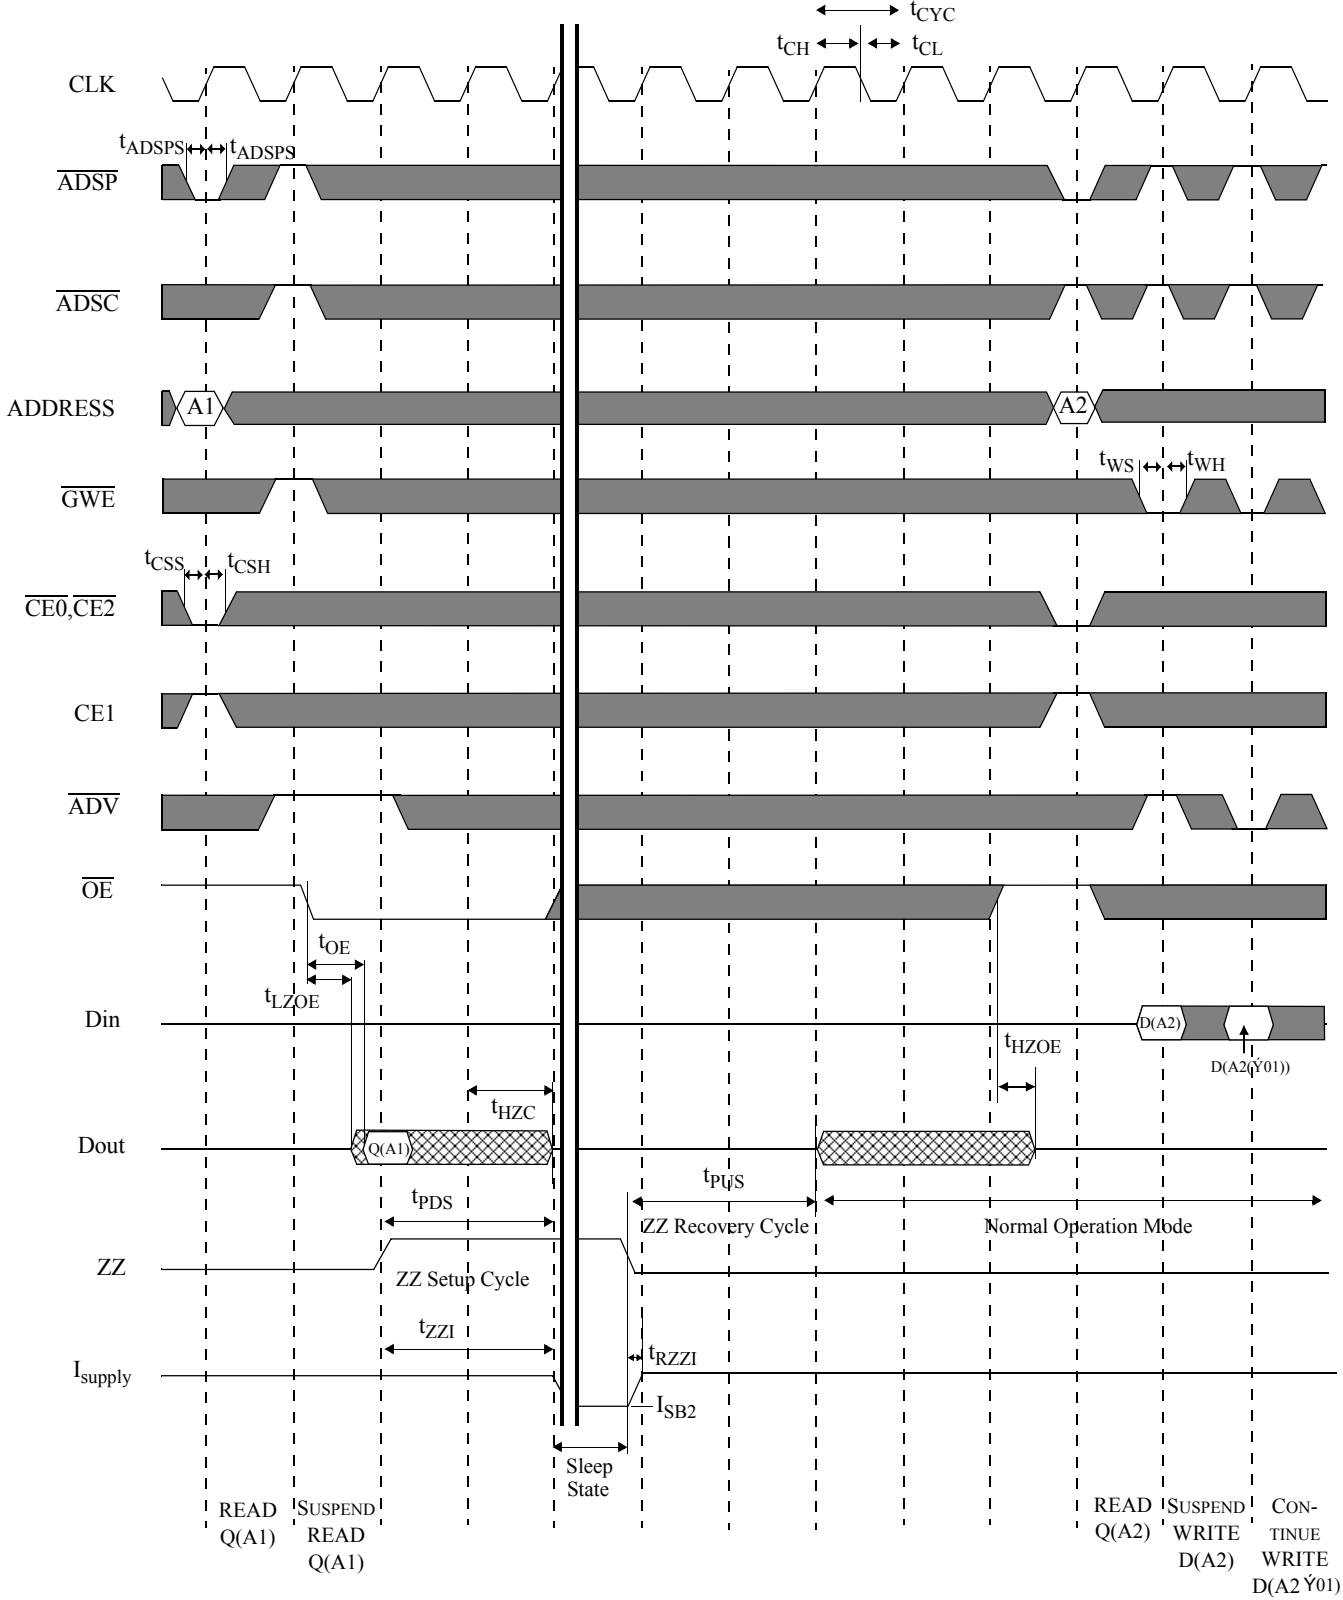 tCYC
tCH
tCL
CLK
tADSPS
tADSPS
ADSP
ADSC
ADDRESS
A1
A2
tWS
tWH
GWE
tCSS
tCSH
CE0,CE2
CE1
ADV
OE
tOE
tLZOE
Din
D(A2)
tHZOE
D(A2(Ý01))
tHZC
Dout
Q(A1)
tPUS
tPDS
ZZ Recovery Cycle
Normal Operation Mode
ZZ
ZZ Setup Cycle
tZZI
tRZZI
Isupply
ISB2
Sleep
State
READ
Q(A1)
SUSPEND
READ
Q(A1)
READ
Q(A2)
SUSPEND
WRITE
D(A2)
CON-
TINUE
WRITE
D(A2Ý01)